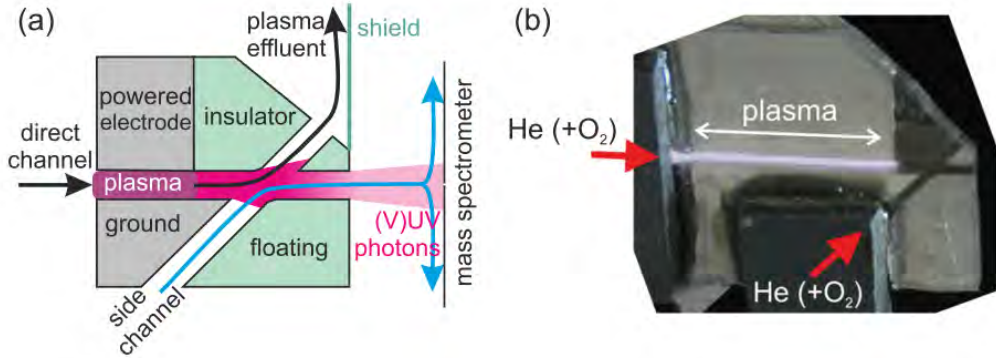 (a)
plasma
effluent
shield
powered
electrode
insulator
direct
channel
plasma
ground
floating
(V)UV
photons
side
channel
mass spectrometer
(b)
plasma
He (+O₂)
He (+O₂)